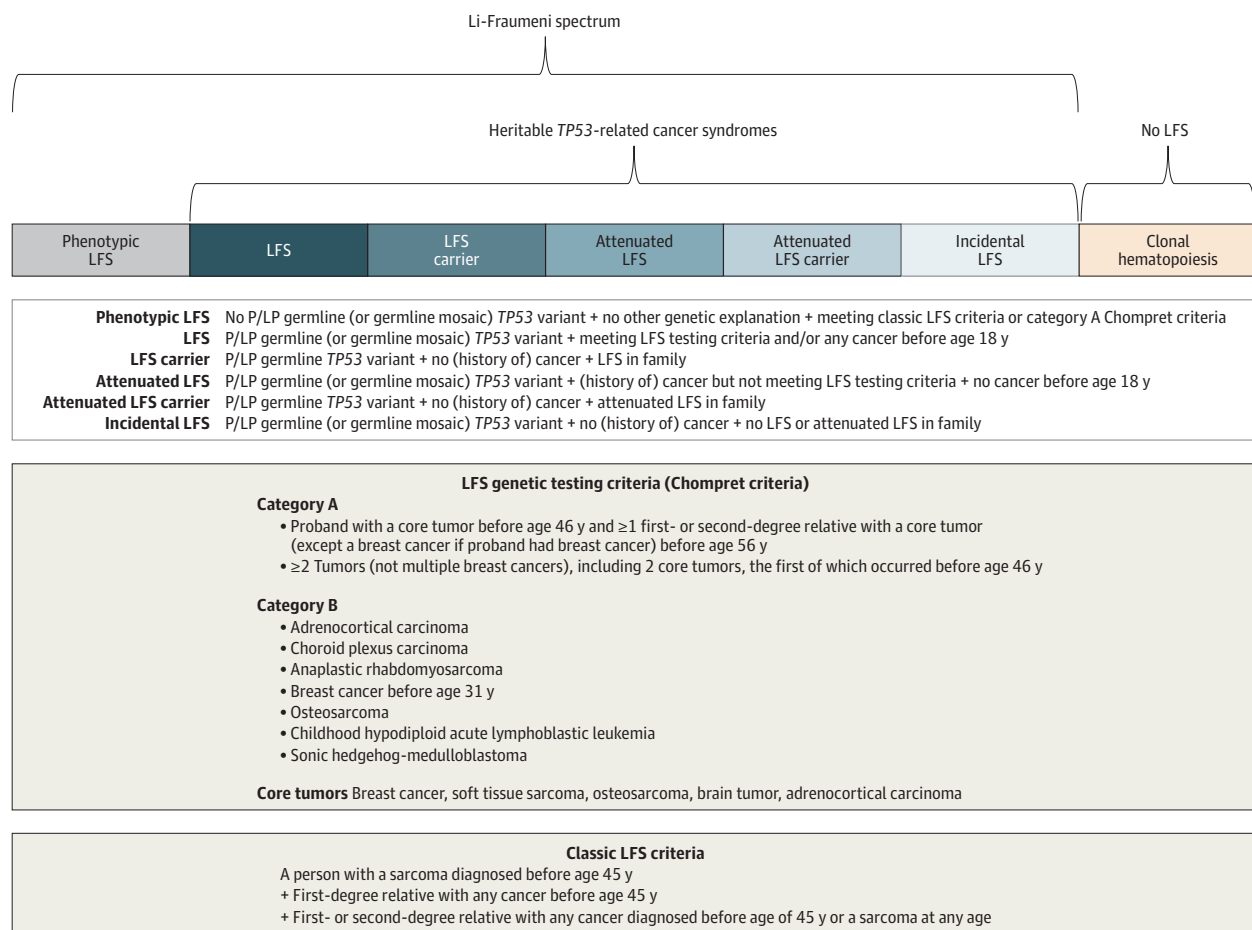 Li-Fraumeni spectrum
Heritable TP53-related cancer syndromes
No LFS
Phenotypic
LFS
LFS
LFS
carrier
Attenuated
LFS
Attenuated
LFS carrier
Incidental
LFS
Clonal
hematopoiesis
Phenotypic LFS No P/LP germline (or germline mosaic) TP53 variant + no other genetic explanation + meeting classic LFS criteria or category A Chompret criteria
LFS P/LP germline (or germline mosaic) TP53 variant + meeting LFS testing criteria and/or any cancer before age 18 y
LFS carrier P/LP germline TP53 variant + no (history of) cancer + LFS in family
Attenuated LFS P/LP germline (or germline mosaic) TP53 variant + (history of) cancer but not meeting LFS testing criteria + no cancer before age 18 y
Attenuated LFS carrier P/LP germline TP53 variant + no (history of) cancer + attenuated LFS in family
Incidental LFS P/LP germline (or germline mosaic) TP53 variant + no (history of) cancer + no LFS or attenuated LFS in family
LFS genetic testing criteria (Chompret criteria)
Category A
• Proband with a core tumor before age 46 y and ≥1 first- or second-degree relative with a core tumor
(except a breast cancer if proband had breast cancer) before age 56 y
• ≥2 Tumors (not multiple breast cancers), including 2 core tumors, the first of which occurred before age 46 y
Category B
• Adrenocortical carcinoma
• Choroid plexus carcinoma
• Anaplastic rhabdomyosarcoma
• Breast cancer before age 31 y
• Osteosarcoma
• Childhood hypodiploid acute lymphoblastic leukemia
• Sonic hedgehog-medulloblastoma
Core tumors Breast cancer, soft tissue sarcoma, osteosarcoma, brain tumor, adrenocortical carcinoma
Classic LFS criteria
A person with a sarcoma diagnosed before age 45 y
+ First-degree relative with any cancer before age 45 y
+ First- or second-degree relative with any cancer diagnosed before age of 45 y or a sarcoma at any age